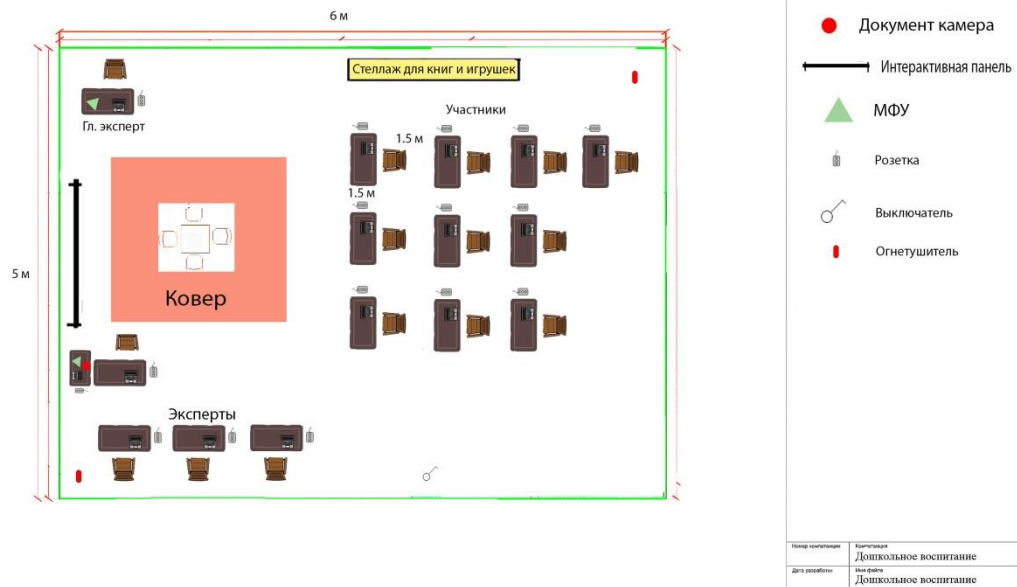 6 м
Стеллаж для книг и игрушек
Гл. эксперт
Участники
1.5 м
1.5 м
5 м
Ковер
Эксперты
Документ камера
Интерактивная панель
МФУ
Розетка
Выключатель
Огнетушитель
Номер компетенции
Компетенция
Дошкольное воспитание
Дата разработки
Имя файла
Дошкольное воспитание